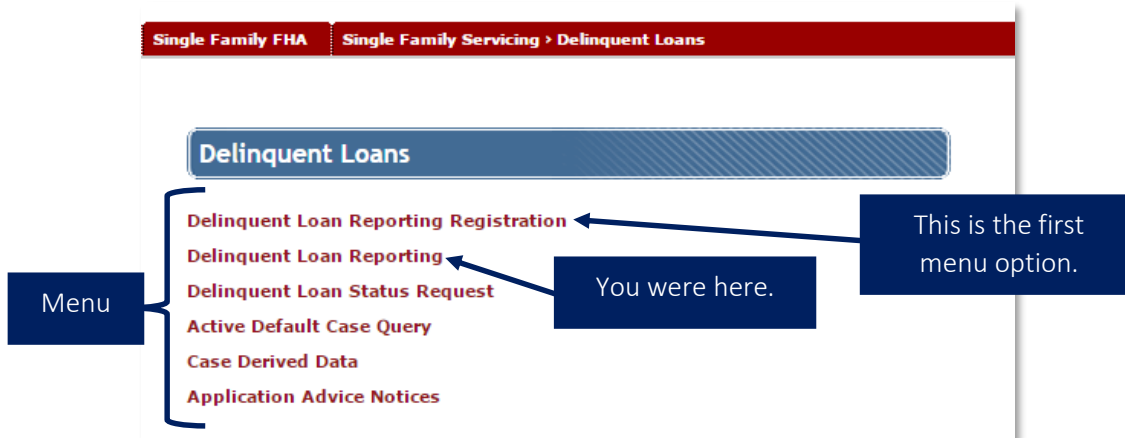 Single Family FHA Single Family Servicing › Delinquent Loans
Delinquent Loans
Delinquent Loan Reporting Registration
This is the first
menu option.
Delinquent Loan Reporting
You were here.
Menu
Delinquent Loan Status Request
Active Default Case Query
Case Derived Data
Application Advice Notices